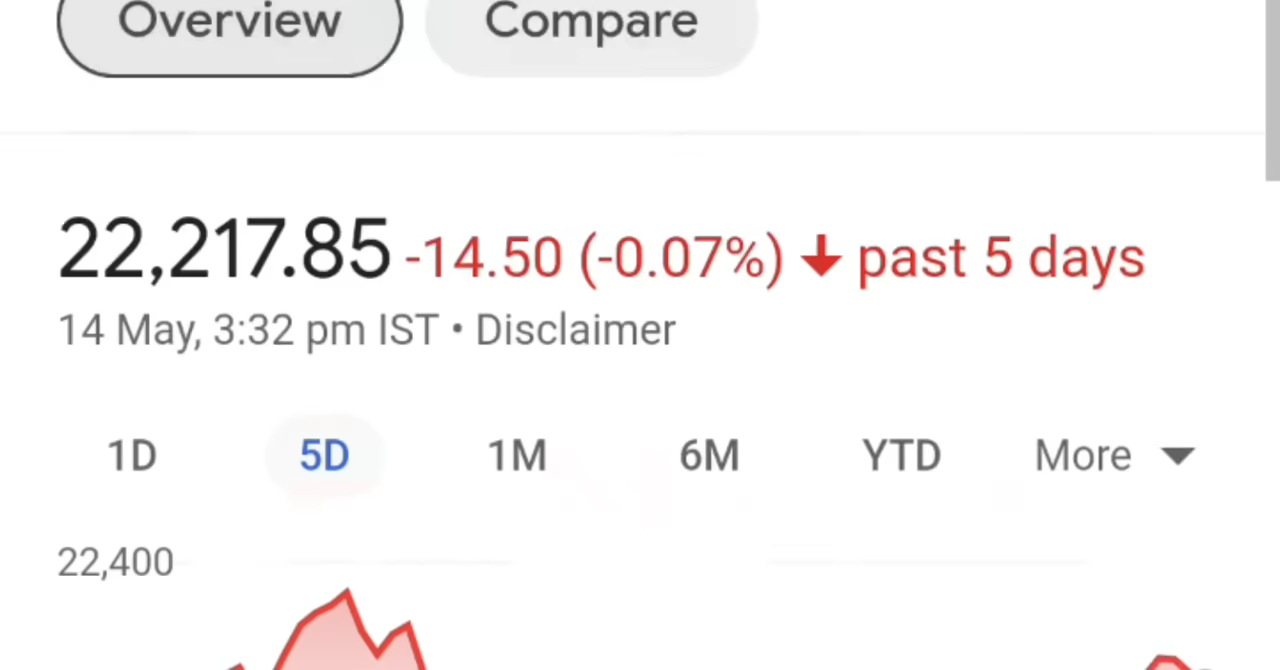 Overview Compare
22,217.85 -14.50 (-0.07%) ↓ past 5 days
14 May, 3:32 pm IST • Disclaimer
1D 5D 1M 6M YTD More
22,400